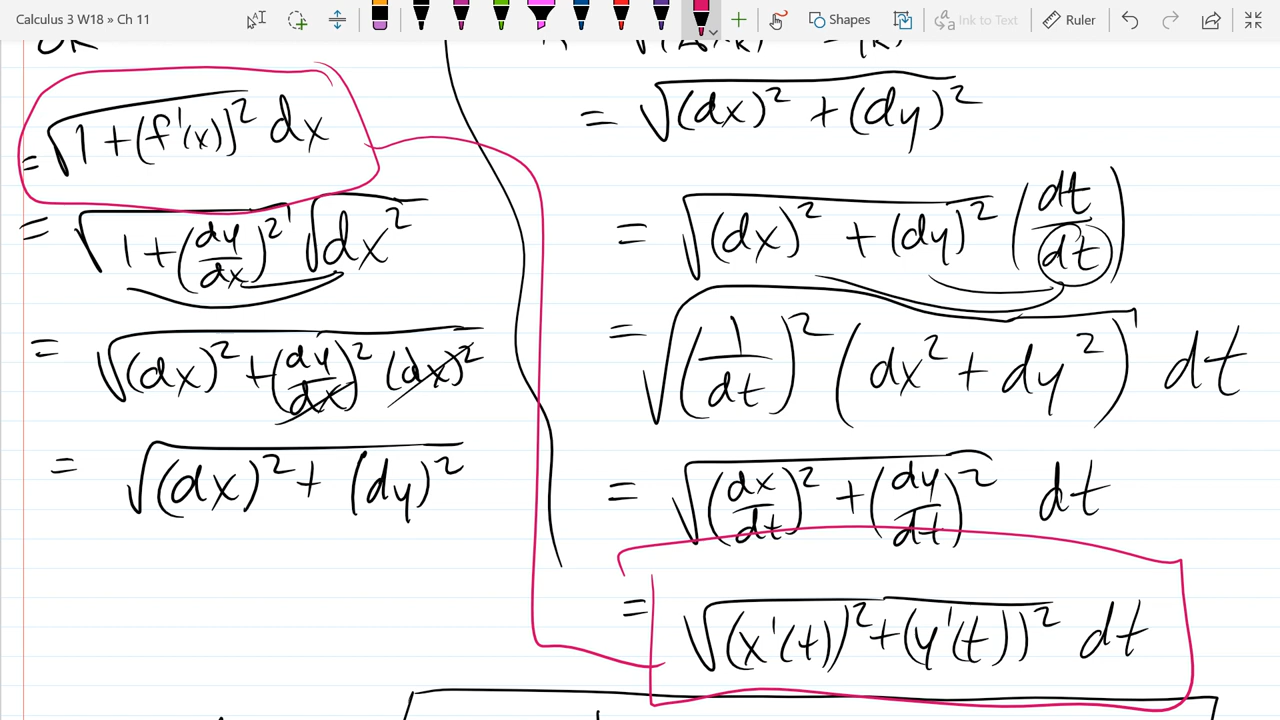 Calculus 3 W18 » Ch 11
Ink to Text
Shapes
Ruler
OR
= √(1+(f'(x)]²) dx
= √(1+(dy/dx)²) √(dx²)
= √((dx)²+(dy/dx)²(dx)²)
= √((dx)²+(dy)²)
= √((dx)²+(dy)²)
= √((dx)²+(dy)²) (dt/dt)
= √((1/dt)²(dx²+dy²)) dt
= √((dx/dt)²+(dy/dt)²) dt
= √((x'(t))²+(y'(t))²) dt